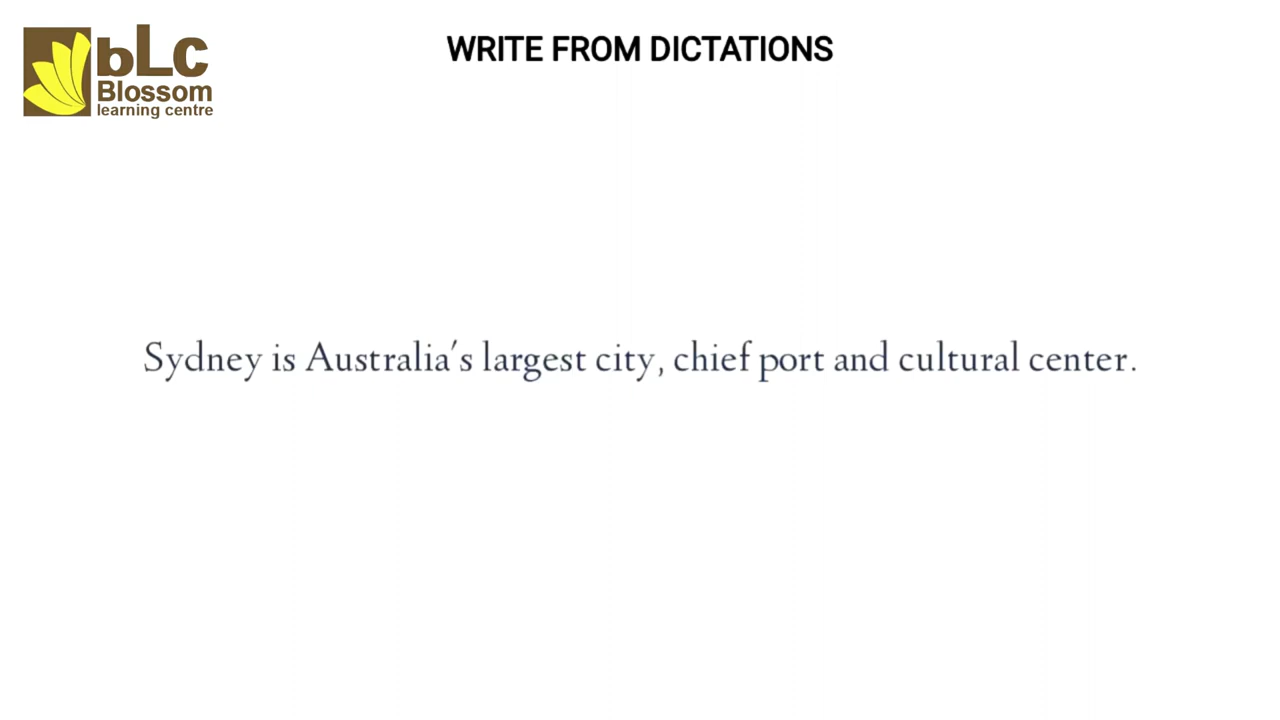 bLC
Blossom
learning centre
WRITE FROM DICTATIONS
Sydney is Australia's largest city, chief port and cultural center.